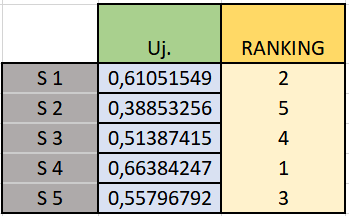 Uj. RANKING
S 1 0,61051549 2
S 2 0,38853256 5
S 3 0,51387415 4
S 4 0,66384247 1
S 5 0,55796792 3